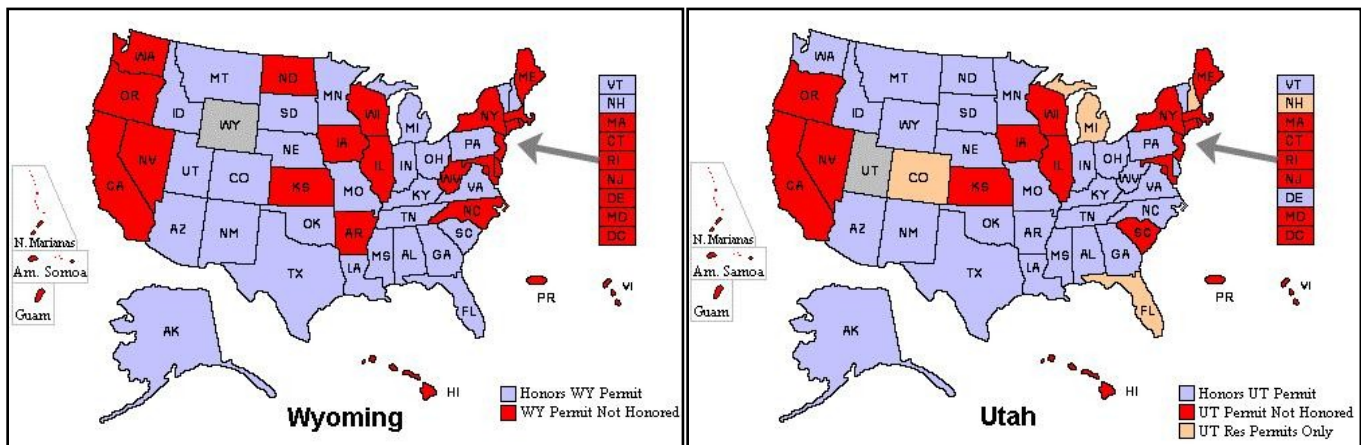 WA
MT
ND
MN
ME
OR
ID
WY
SD
WI
MI
NY
NV
UT
CO
NE
IA
IL
IN
OH
PA
CA
KS
MO
KY
WV
VA
AZ
NM
OK
AR
TN
NC
TX
LA
MS
AL
GA
SC
FL
VT
NH
MA
CT
RI
NJ
DE
MD
DC
N. Marianas
Am. Somoa
Guam
PR
VI
AK
HI
Honors WY Permit
WY Permit Not Honored
Wyoming
WA
MT
ND
MN
ME
OR
ID
WY
SD
WI
MI
NY
NV
UT
CO
NE
IA
IL
IN
OH
PA
CA
KS
MO
KY
WV
VA
AZ
NM
OK
AR
TN
NC
TX
LA
MS
AL
GA
SC
FL
VT
NH
MA
CT
RI
NJ
DE
MD
DC
N. Marianas
Am. Samoa
Guam
PR
VI
AK
HI
Honors UT Permit
UT Permit Not Honored
UT Res Permits Only
Utah